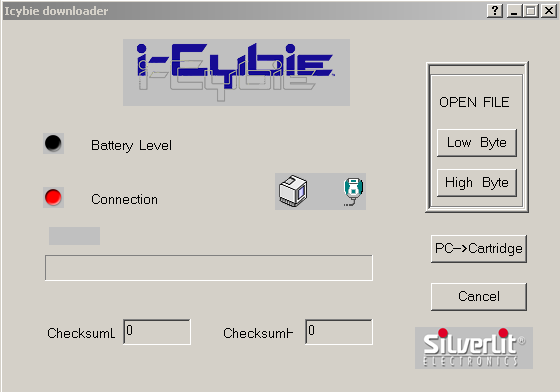 Icybie downloader
i-Cybie
OPEN FILE
Low Byte
High Byte
Battery Level
Connection
PC->Cartridge
Cancel
ChecksumL 0
ChecksumH 0
SilverLit®
ELECTRONICS